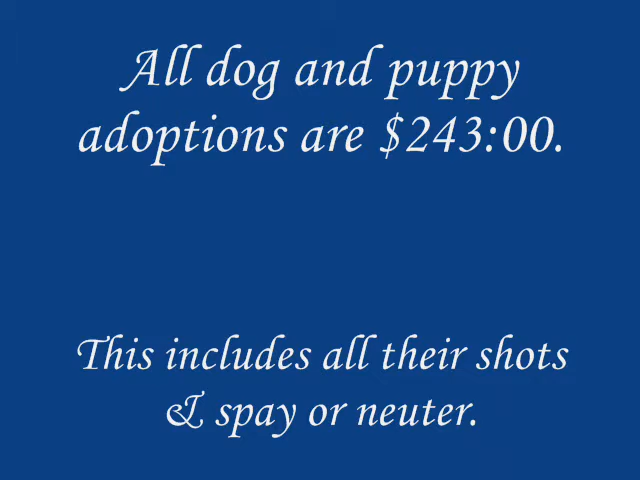 All dog and puppy
adoptions are $243:00.
This includes all their shots
& spay or neuter.